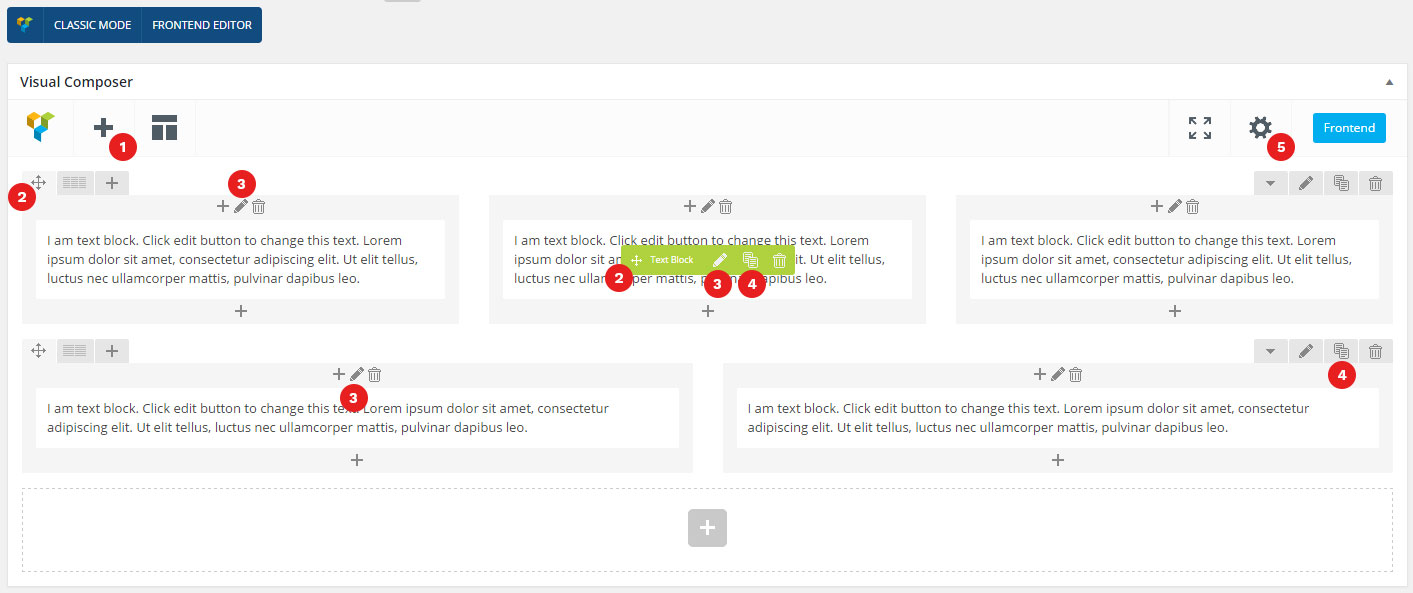 CLASSIC MODE
FRONTEND EDITOR
Visual Composer
1
5
Frontend
2
3
I am text block. Click edit button to change this text. Lorem
ipsum dolor sit amet, consectetur adipiscing elit. Ut elit tellus,
luctus nec ullamcorper mattis, pulvinar dapibus leo.
I am text block. Click edit button to change this text. Lorem
ipsum dolor sit am
Text Block
it. Ut elit tellus,
luctus nec ullamcorper mattis, dapibus leo.
2
3
4
I am text block. Click edit button to change this text. Lorem
ipsum dolor sit amet, consectetur adipiscing elit. Ut elit tellus,
luctus nec ullamcorper mattis, pulvinar dapibus leo.
4
3
I am text block. Click edit button to change this text. Lorem ipsum dolor sit amet, consectetur
adipiscing elit. Ut elit tellus, luctus nec ullamcorper mattis, pulvinar dapibus leo.
I am text block. Click edit button to change this text. Lorem ipsum dolor sit amet, consectetur
adipiscing elit. Ut elit tellus, luctus nec ullamcorper mattis, pulvinar dapibus leo.